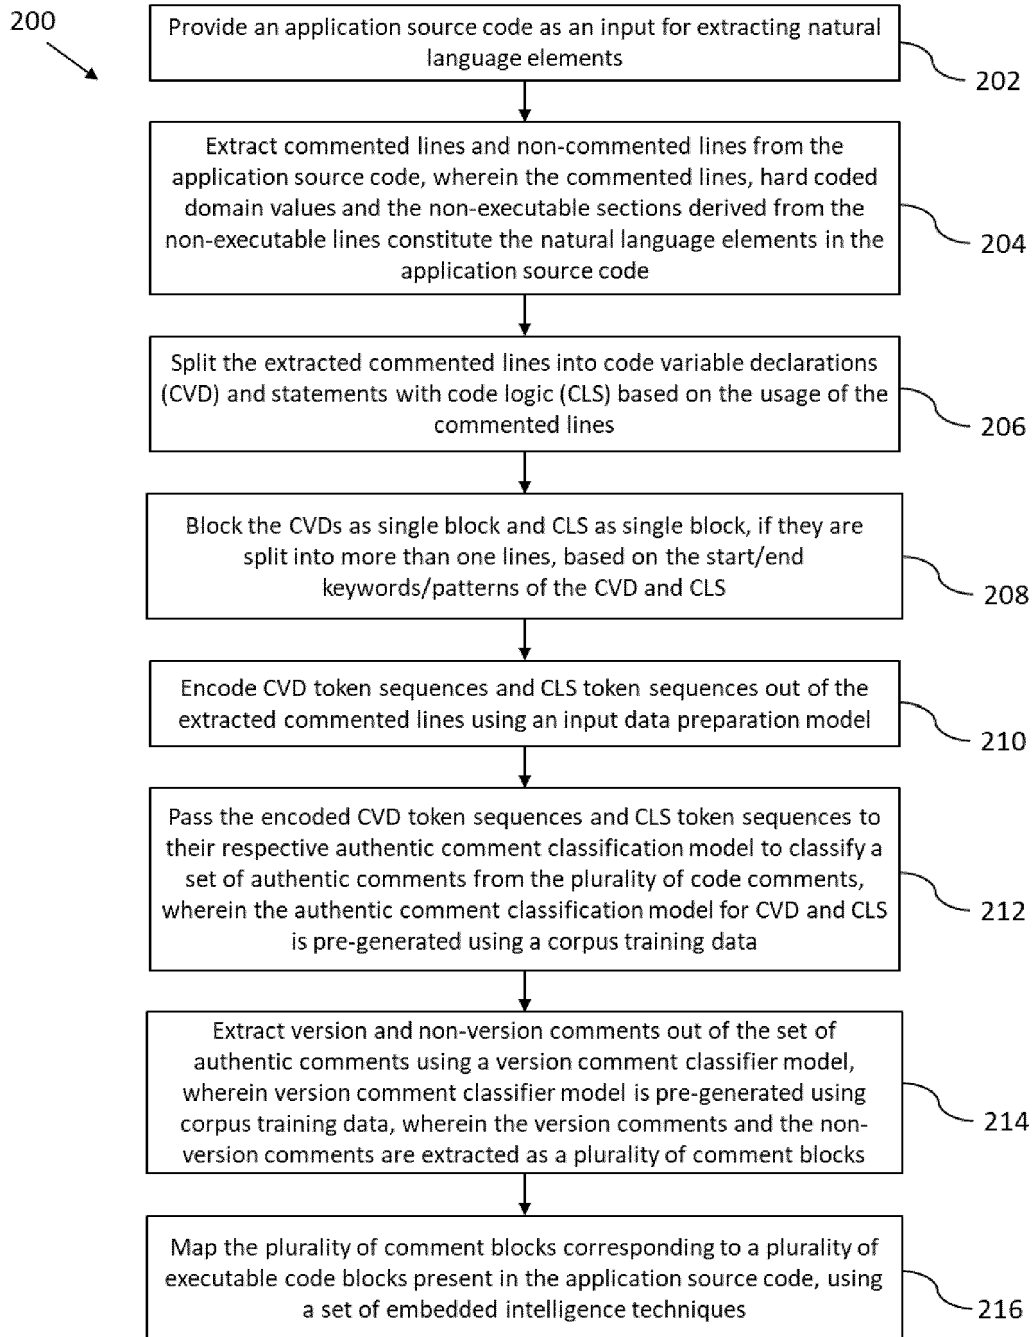 200
Provide an application source code as an input for extracting natural
language elements
202
Extract commented lines and non-commented lines from the
application source code, wherein the commented lines, hard coded
domain values and the non-executable sections derived from the
non-executable lines constitute the natural language elements in the
application source code
204
Split the extracted commented lines into code variable declarations
(CVD) and statements with code logic (CLS) based on the usage of the
commented lines
206
Block the CVDs as single block and CLS as single block, if they are
split into more than one lines, based on the start/end
keywords/patterns of the CVD and CLS
208
Encode CVD token sequences and CLS token sequences out of the
extracted commented lines using an input data preparation model
210
Pass the encoded CVD token sequences and CLS token sequences to
their respective authentic comment classification model to classify a
set of authentic comments from the plurality of code comments,
wherein the authentic comment classification model for CVD and CLS
is pre-generated using a corpus training data
212
Extract version and non-version comments out of the set of
authentic comments using a version comment classifier model,
wherein version comment classifier model is pre-generated using
corpus training data, wherein the version comments and the non-
version comments are extracted as a plurality of comment blocks
214
Map the plurality of comment blocks corresponding to a plurality of
executable code blocks present in the application source code, using
a set of embedded intelligence techniques
216